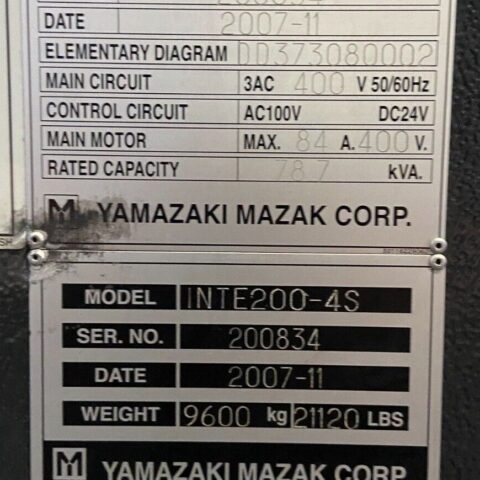 200834
DATE 2007-11
ELEMENTARY DIAGRAM DD373080002
MAIN CIRCUIT 3AC 400 V 50/60Hz
CONTROL CIRCUIT AC100V DC24V
MAIN MOTOR MAX. 84 A. 400 V.
RATED CAPACITY 78.7 kVA.
M YAMAZAKI MAZAK CORP.
MODEL INTE200-4S
SER. NO. 200834
DATE 2007-11
WEIGHT 9600 kg 21120 LBS
M YAMAZAKI MAZAK CORP